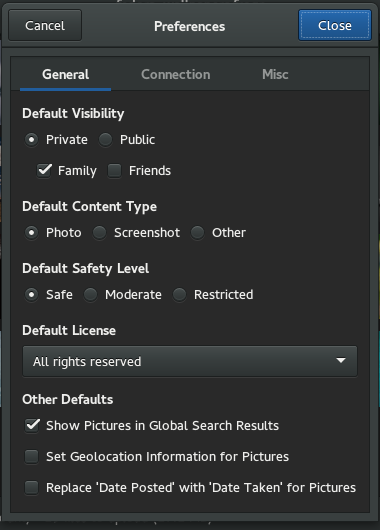 Cancel Preferences Close
General Connection Misc
Default Visibility
Private Public
Family Friends
Default Content Type
Photo Screenshot Other
Default Safety Level
Safe Moderate Restricted
Default License
All rights reserved
Other Defaults
Show Pictures in Global Search Results
Set Geolocation Information for Pictures
Replace 'Date Posted' with 'Date Taken' for Pictures